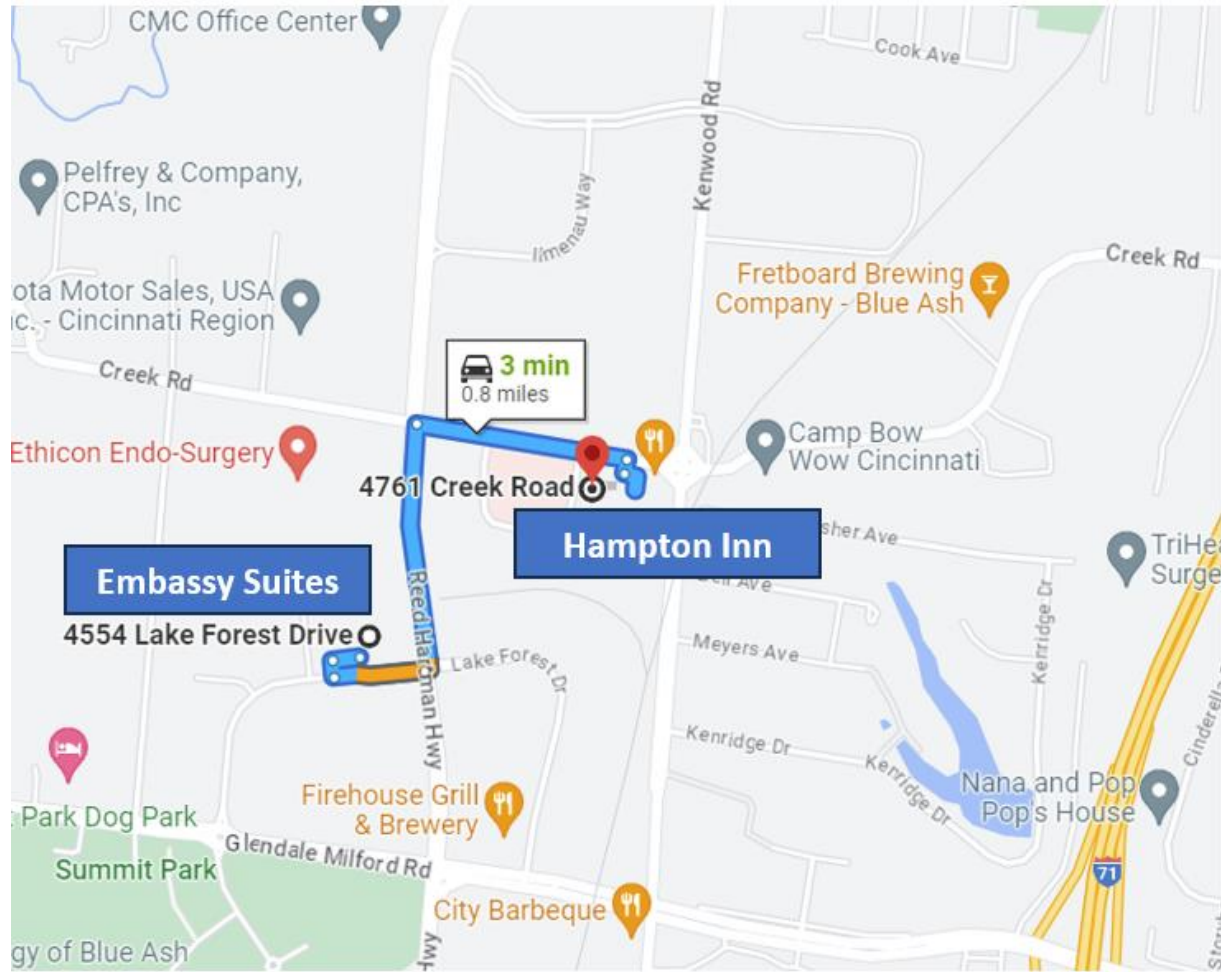 CMC Office Center
Cook Ave
Kenwood Rd
Pelfrey & Company,
CPA's, Inc
Ilmenau Way
Creek Rd
Fretboard Brewing
Company - Blue Ash
ota Motor Sales, USA
c. - Cincinnati Region
Creek Rd
3 min
0.8 miles
Ethicon Endo-Surgery
Camp Bow
Wow Cincinnati
4761 Creek Road
Hampton Inn
sher Ave
TriHe
Surge
Embassy Suites
Reed Hartman Hwy
Kenridge Dr
4554 Lake Forest Drive
Lake Forest Dr
Meyers Ave
Kenridge Dr
Kenridge Dr
Nana and Pop
Pop's House
Firehouse Grill
& Brewery
Park Dog Park
Glendale Milford Rd
Summit Park
71
City Barbeque
gy of Blue Ash
Hwy